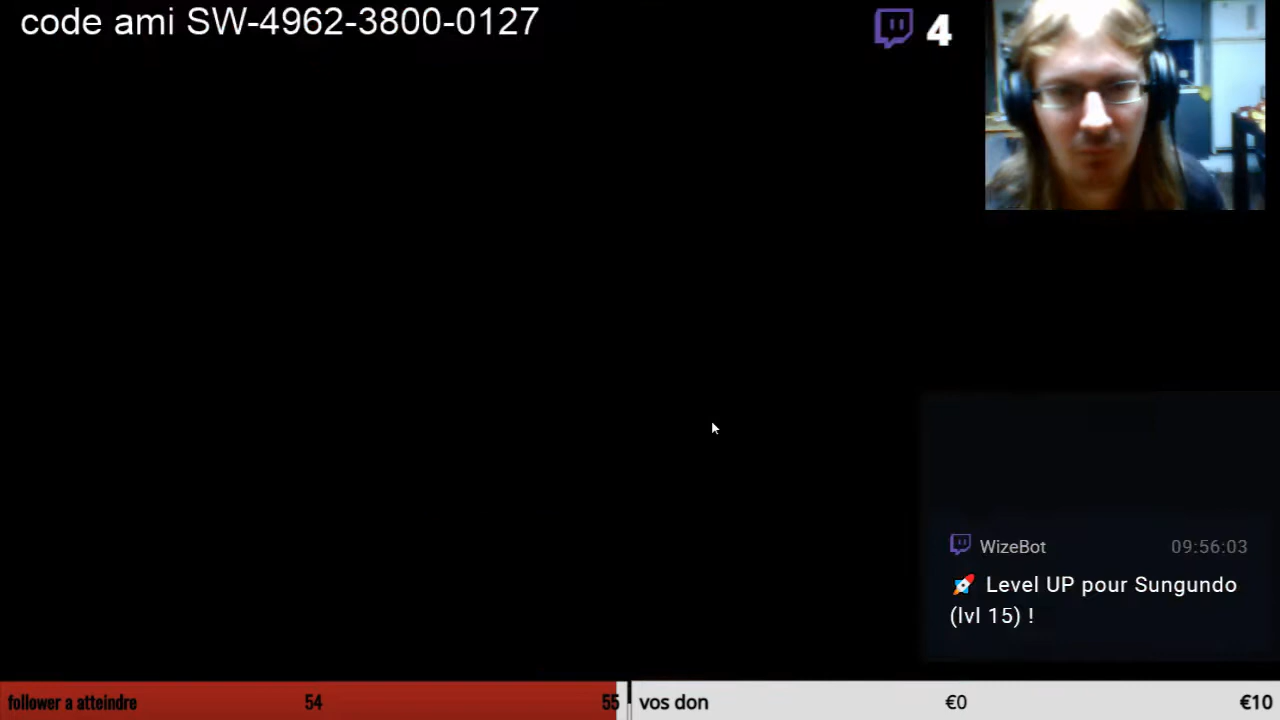 code ami SW-4962-3800-0127
4
WizeBot 09:56:03
🚀 Level UP pour Sungundo
(lvl 15) !
follower a atteindre 54 55
vos don €0 €10